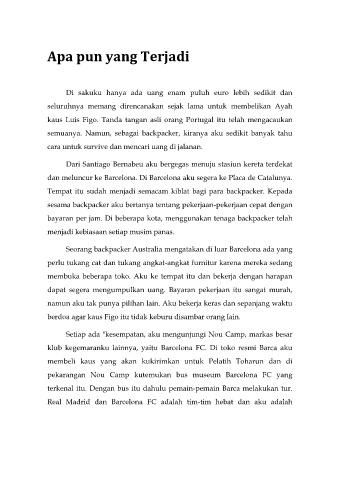 Apa pun yang Terjadi
Di sakuku hanya ada uang enam puluh euro lebih sedikit dan
seluruhnya memang direncanakan sejak lama untuk membelikan Ayah
kaus Luis Figo. Tanda tangan asli orang Portugal itu telah mengacaukan
semuanya. Namun, sebagai backpacker, kiranya aku sedikit banyak tahu
cara untuk survive dan mencari uang di jalanan.
Dari Santiago Bernabeu aku bergegas menuju stasiun kereta terdekat
dan meluncur ke Barcelona. Di Barcelona aku segera ke Placa de Catalunya.
Tempat itu sudah menjadi semacam kiblat bagi para backpacker. Kepada
sesama backpacker aku bertanya tentang pekerjaan-pekerjaan cepat dengan
bayaran per jam. Di beberapa kota, menggunakan tenaga backpacker telah
menjadi kebiasaan setiap musim panas.
Seorang backpacker Australia mengatakan di luar Barcelona ada yang
perlu tukang cat dan tukang angkat-angkat furnitur karena mereka sedang
membuka beberapa toko. Aku ke tempat itu dan bekerja dengan harapan
dapat segera mengumpulkan uang. Bayaran pekerjaan itu sangat murah,
namun aku tak punya pilihan lain. Aku bekerja keras dan sepanjang waktu
berdoa agar kaus Figo itu tidak keburu disambar orang lain.
Setiap ada "kesempatan, aku mengunjungi Nou Camp, markas besar
klub kegemaranku lainnya, yaitu Barcelona FC. Di toko resmi Barca aku
membeli kaus yang akan kukirimkan untuk Pelatih Toharun dan di
pekarangan Nou Camp kutemukan bus museum Barcelona FC yang
terkenal itu. Dengan bus itu dahulu pemain-pemain Barca melakukan tur.
Real Madrid dan Barcelona FC adalah tim-tim hebat dan aku adalah